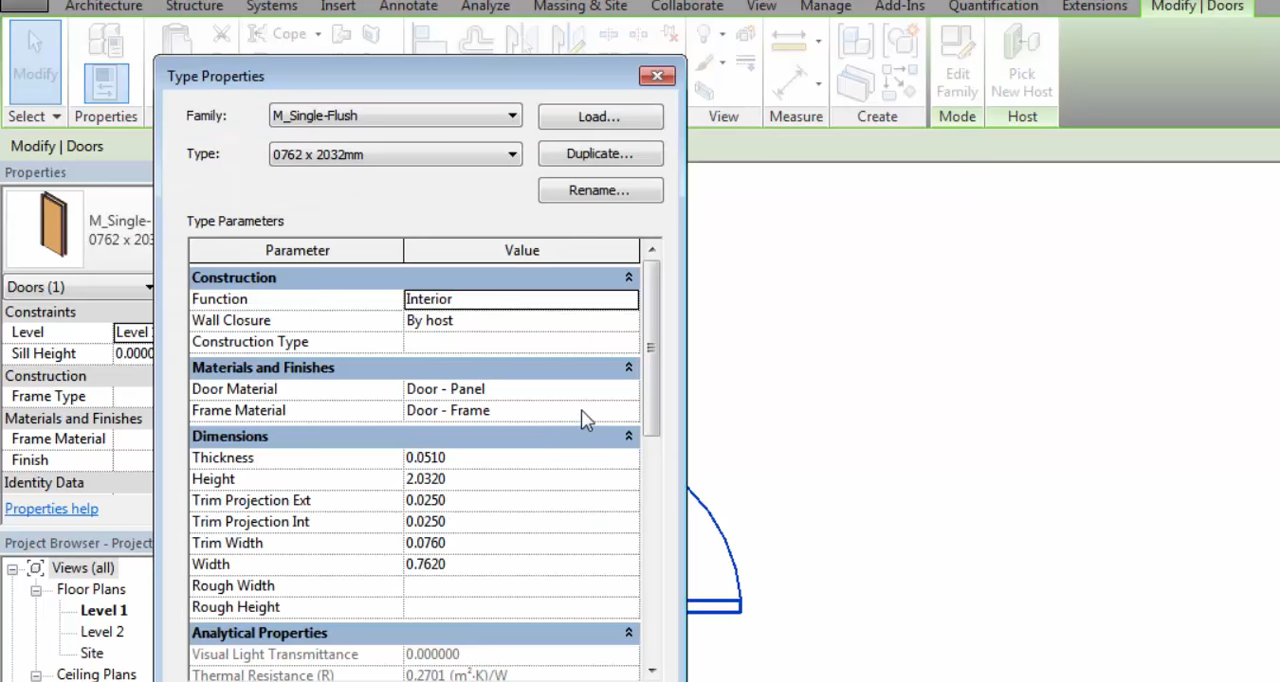 Architecture Structure Systems Insert Annotate Analyze Massing & Site Collaborate View Manage Add-Ins Quantification Extensions Modify | Doors
Cope
Modify
Edit Family
Pick New Host
Select Properties View Measure Create Mode Host
Modify | Doors
Properties
M_Single-
0762 x 203
Doors (1)
Constraints
Level Level
Sill Height 0.0000
Construction
Frame Type
Materials and Finishes
Frame Material
Finish
Identity Data
Properties help
Project Browser - Project
Views (all)
Floor Plans
Level 1
Level 2
Site
Ceiling Plans
Type Properties
Family: M_Single-Flush Load...
Type: 0762 x 2032mm Duplicate...
Rename...
Type Parameters
Parameter Value
Construction
Function Interior
Wall Closure By host
Construction Type
Materials and Finishes
Door Material Door - Panel
Frame Material Door - Frame
Dimensions
Thickness 0.0510
Height 2.0320
Trim Projection Ext 0.0250
Trim Projection Int 0.0250
Trim Width 0.0760
Width 0.7620
Rough Width
Rough Height
Analytical Properties
Visual Light Transmittance 0.000000
Thermal Resistance (R) 0.2701 (m²·K)/W